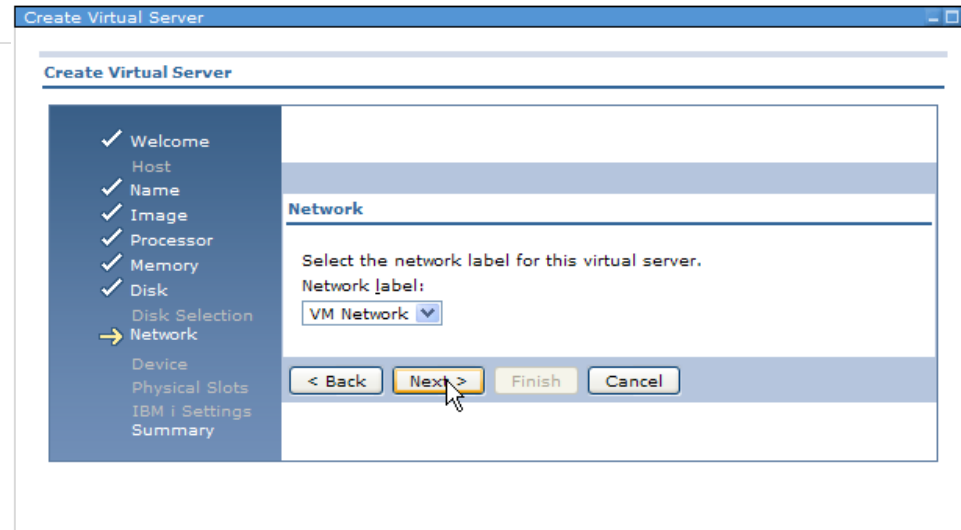 Create Virtual Server
Create Virtual Server
Welcome
Host
Name
Image
Processor
Memory
Disk
Disk Selection
Network
Device
Physical Slots
IBM i Settings
Summary
Network
Select the network label for this virtual server.
Network label:
VM Network
< Back Next > Finish Cancel